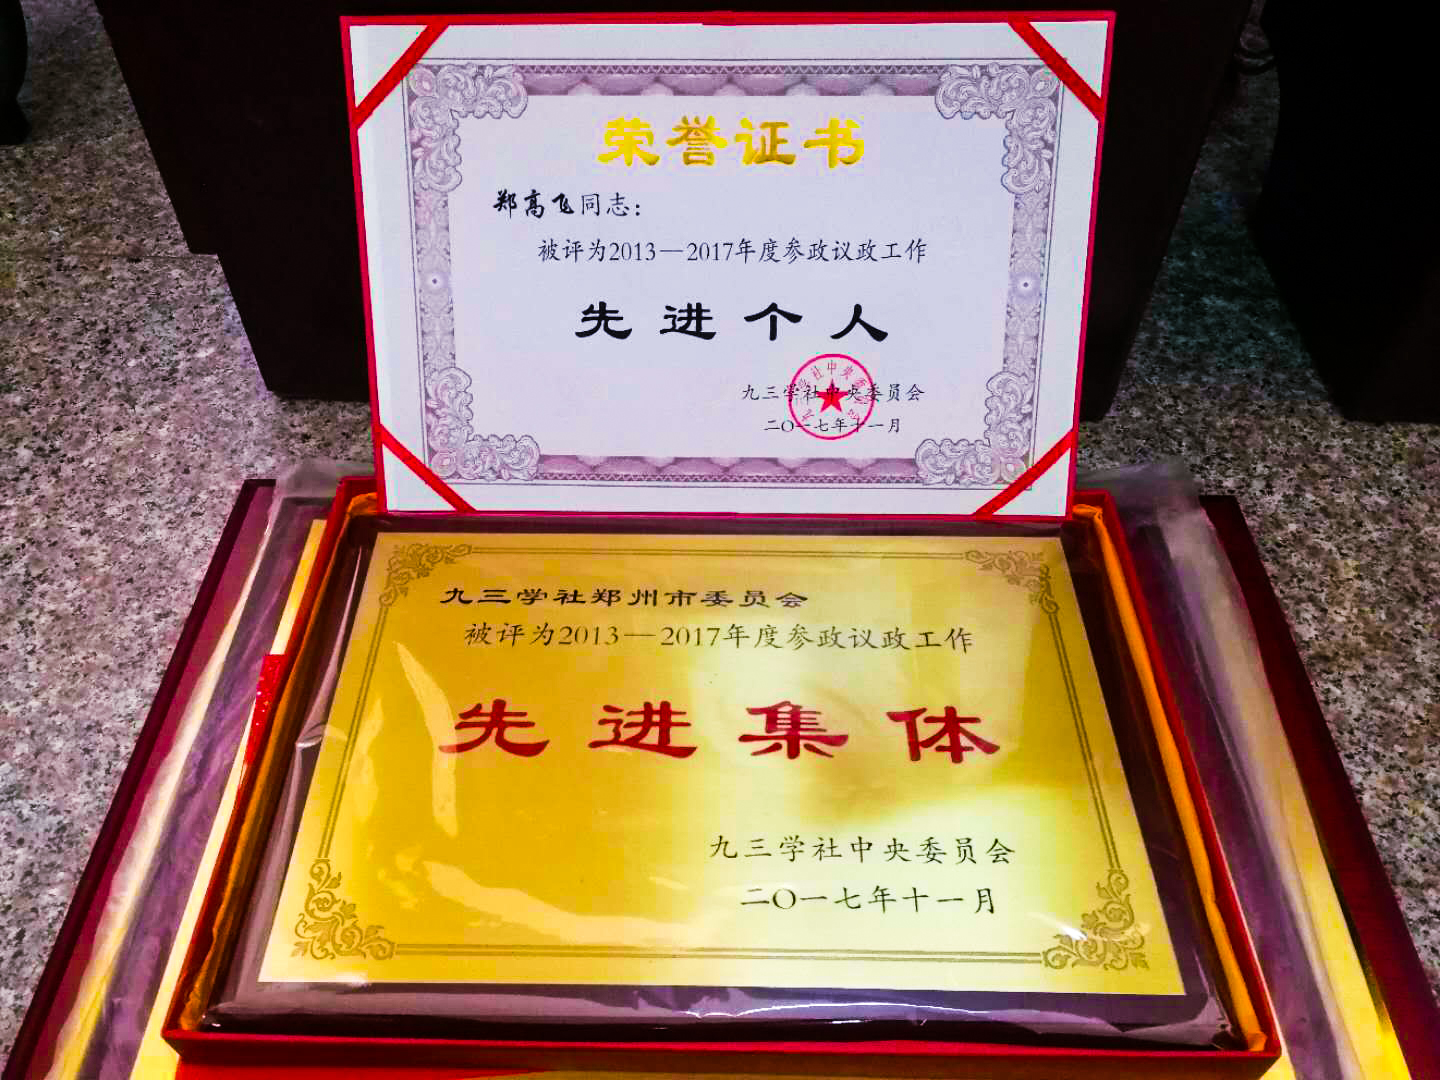 荣誉证书
郑高飞同志：
被评为2013—2017年度参政议政工作
先进个人
九三学社中央委员会
二〇一七年十一月
九三学社郑州市委员会
被评为2013—2017年度参政议政工作
先进集体
九三学社中央委员会
二〇一七年十一月